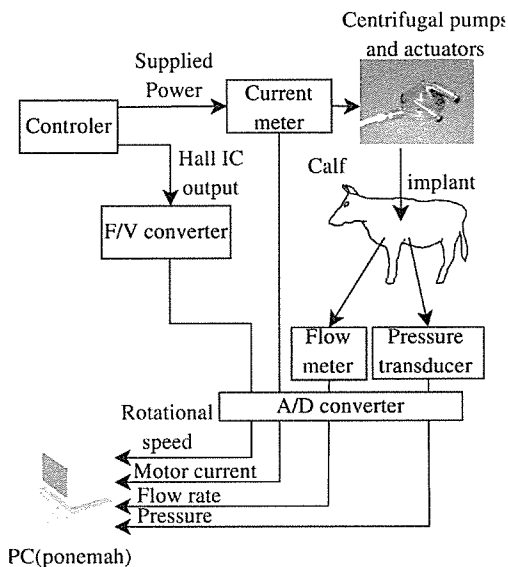 Centrifugal pumps
and actuators
Supplied
Power
Current
meter
Controler
Hall IC
output
Calf
implant
F/V converter
Flow
meter
Pressure
transducer
A/D converter
Rotational
speed
Motor current
Flow rate
Pressure
PC(ponemah)